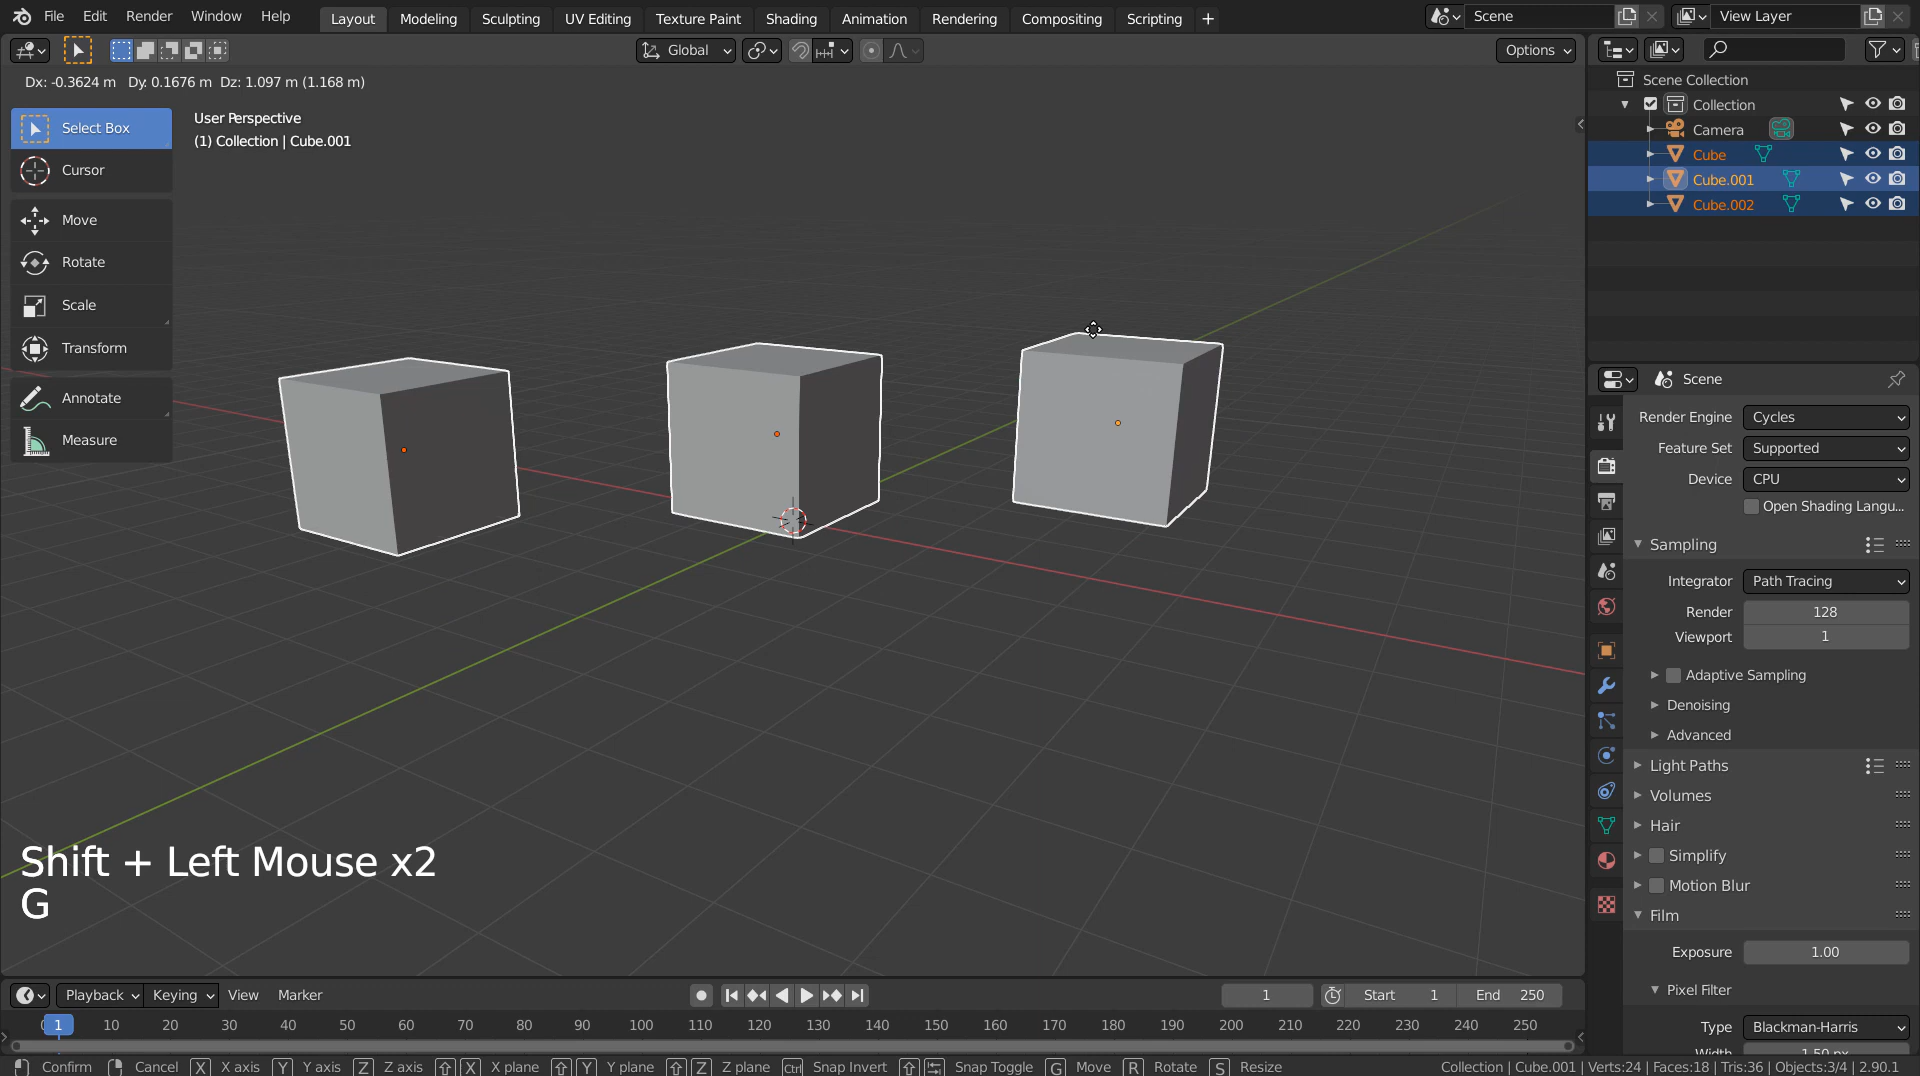 File Edit Render Window Help Layout Modeling Sculpting UV Editing Texture Paint Shading Animation Rendering Compositing Scripting + Scene View Layer
Global Options
Dx: -0.3624 m Dy: 0.1676 m Dz: 1.097 m (1.168 m)
User Perspective
(1) Collection | Cube.001
Select Box
Cursor
Move
Rotate
Scale
Transform
Annotate
Measure
Shift + Left Mouse x2
G
Scene Collection
Collection
Camera
Cube
Cube.001
Cube.002
Scene
Render Engine Cycles
Feature Set Supported
Device CPU
Open Shading Langu...
Sampling
Integrator Path Tracing
Render 128
Viewport 1
Adaptive Sampling
Denoising
Advanced
Light Paths
Volumes
Hair
Simplify
Motion Blur
Film
Exposure 1.00
Pixel Filter
Type Blackman-Harris
Width 1.50 px
Playback Keying View Marker 1 Start 1 End 250
1 10 20 30 40 50 60 70 80 90 100 110 120 130 140 150 160 170 180 190 200 210 220 230 240 250
Confirm Cancel X X axis Y Y axis Z Z axis X X plane Y Y plane Z Z plane Ctrl Snap Invert Snap Toggle G Move R Rotate S Resize Collection | Cube.001 | Verts:24 | Faces:18 | Tris:36 | Objects:3/4 | 2.90.1